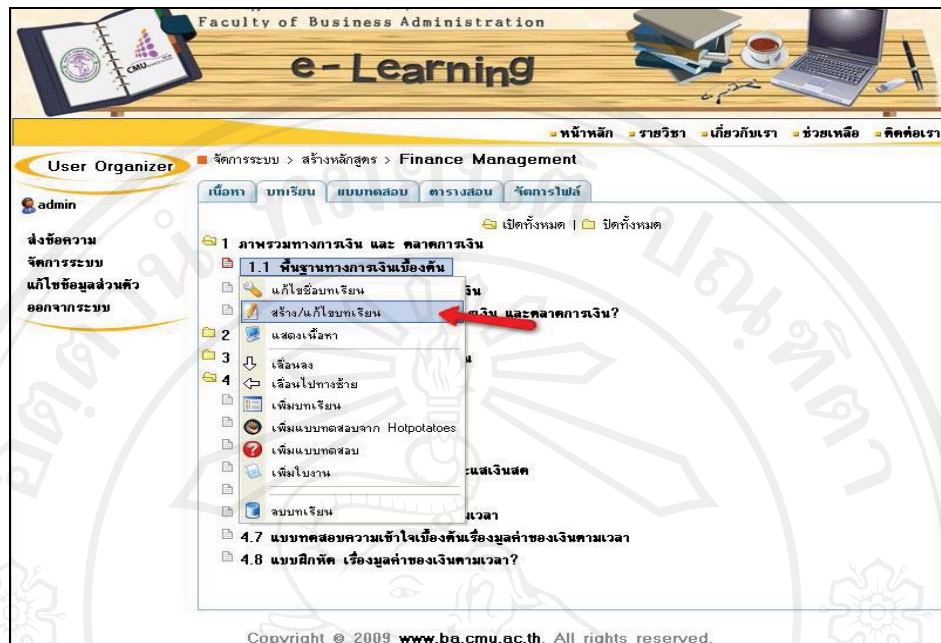 Faculty of Business Administration
e-Learning
CMU
หน้าหลัก รายวิชา เกี่ยวกับเรา ช่วยเหลือ ติดต่อเรา
User Organizer
admin
ส่งข้อความ
จัดการระบบ
แก้ไขข้อมูลส่วนตัว
ออกจากระบบ
จัดการระบบ > สร้างหลักสูตร > Finance Management
เนื้อหา บทเรียน แบบทดสอบ ตารางสอน จัดการไฟล์
เปิดทั้งหมด | ปิดทั้งหมด
1 ภาพรวมทางการเงิน และ ตลาดการเงิน
1.1 พื้นฐานทางการเงินเบื้องต้น
แก้ไขชื่อบทเรียน
สร้าง/แก้ไขบทเรียน และตลาดการเงิน?
2 แสดงเนื้อหา
3 เลื่อนลง
4 เลื่อนไปทางซ้าย
เพิ่มบทเรียน
เพิ่มแบบทดสอบจาก Hotpotatoes
เพิ่มแบบทดสอบ
เพิ่มใบงาน
ลบบทเรียน
4.7 แบบทดสอบความเข้าใจเบื้องต้นเรื่องมูลค่าของเงินตามเวลา
4.8 แบบฝึกหัด เรื่องมูลค่าของเงินตามเวลา?
Copyright © 2009 www.ba.cmu.ac.th. All rights reserved.